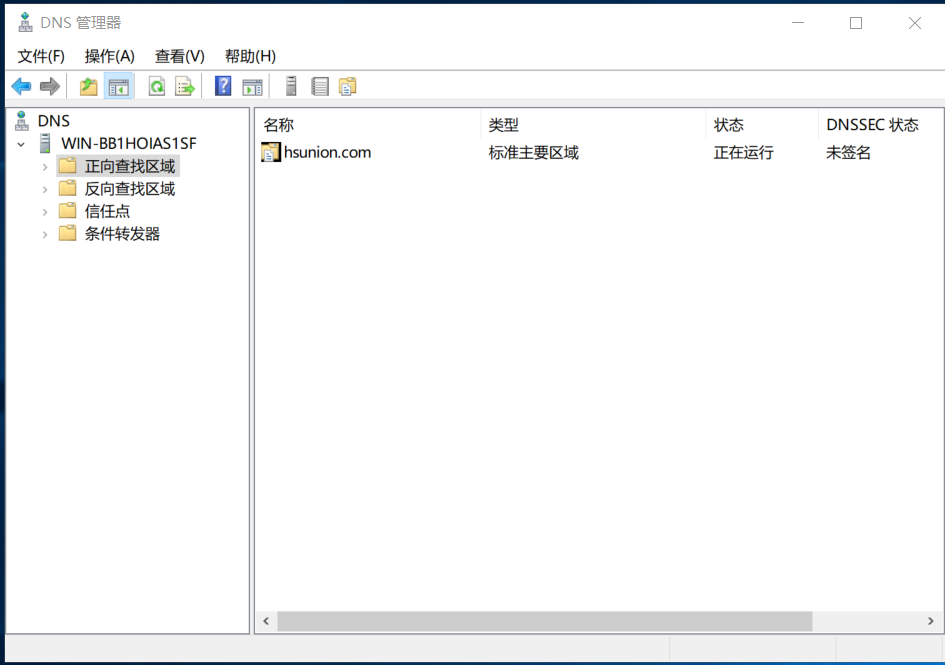 DNS 管理器
文件(F) 操作(A) 查看(V) 帮助(H)
DNS
WIN-BB1HOIAS1SF
正向查找区域
反向查找区域
信任点
条件转发器
名称 类型 状态 DNSSEC 状态
hsunion.com 标准主要区域 正在运行 未签名